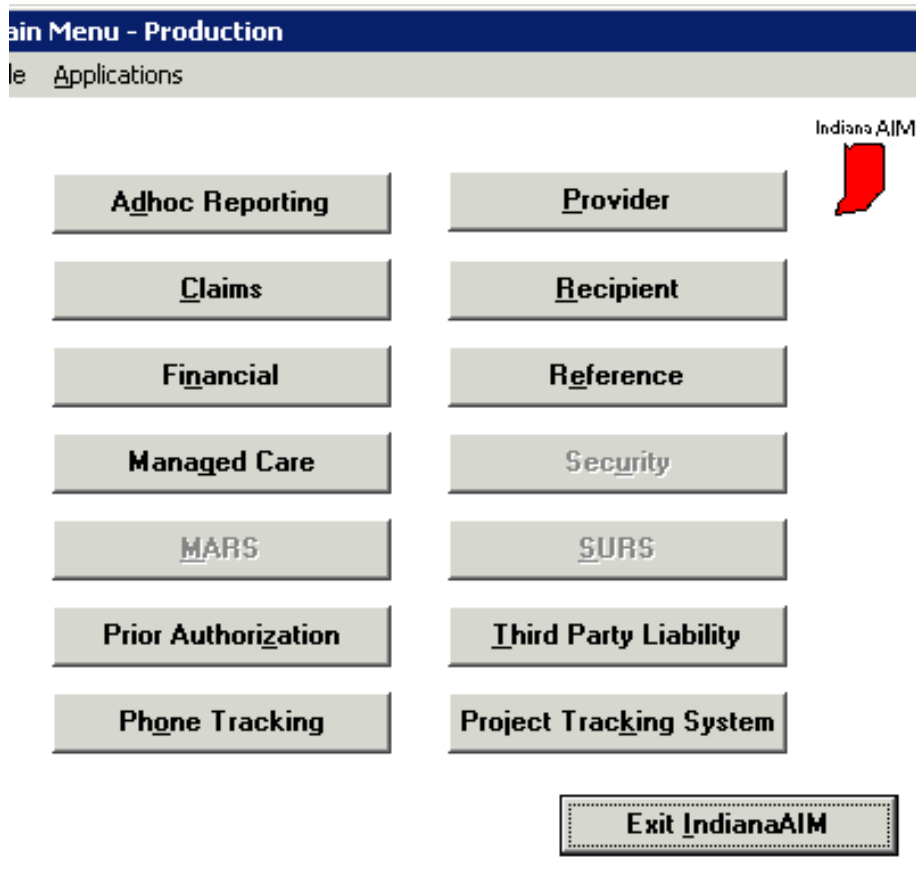 ain Menu - Production
le Applications
Indiana AIM
Adhoc Reporting
Provider
Claims
Recipient
Financial
Reference
Managed Care
Security
MARS
SURS
Prior Authorization
Third Party Liability
Phone Tracking
Project Tracking System
Exit IndianaAIM